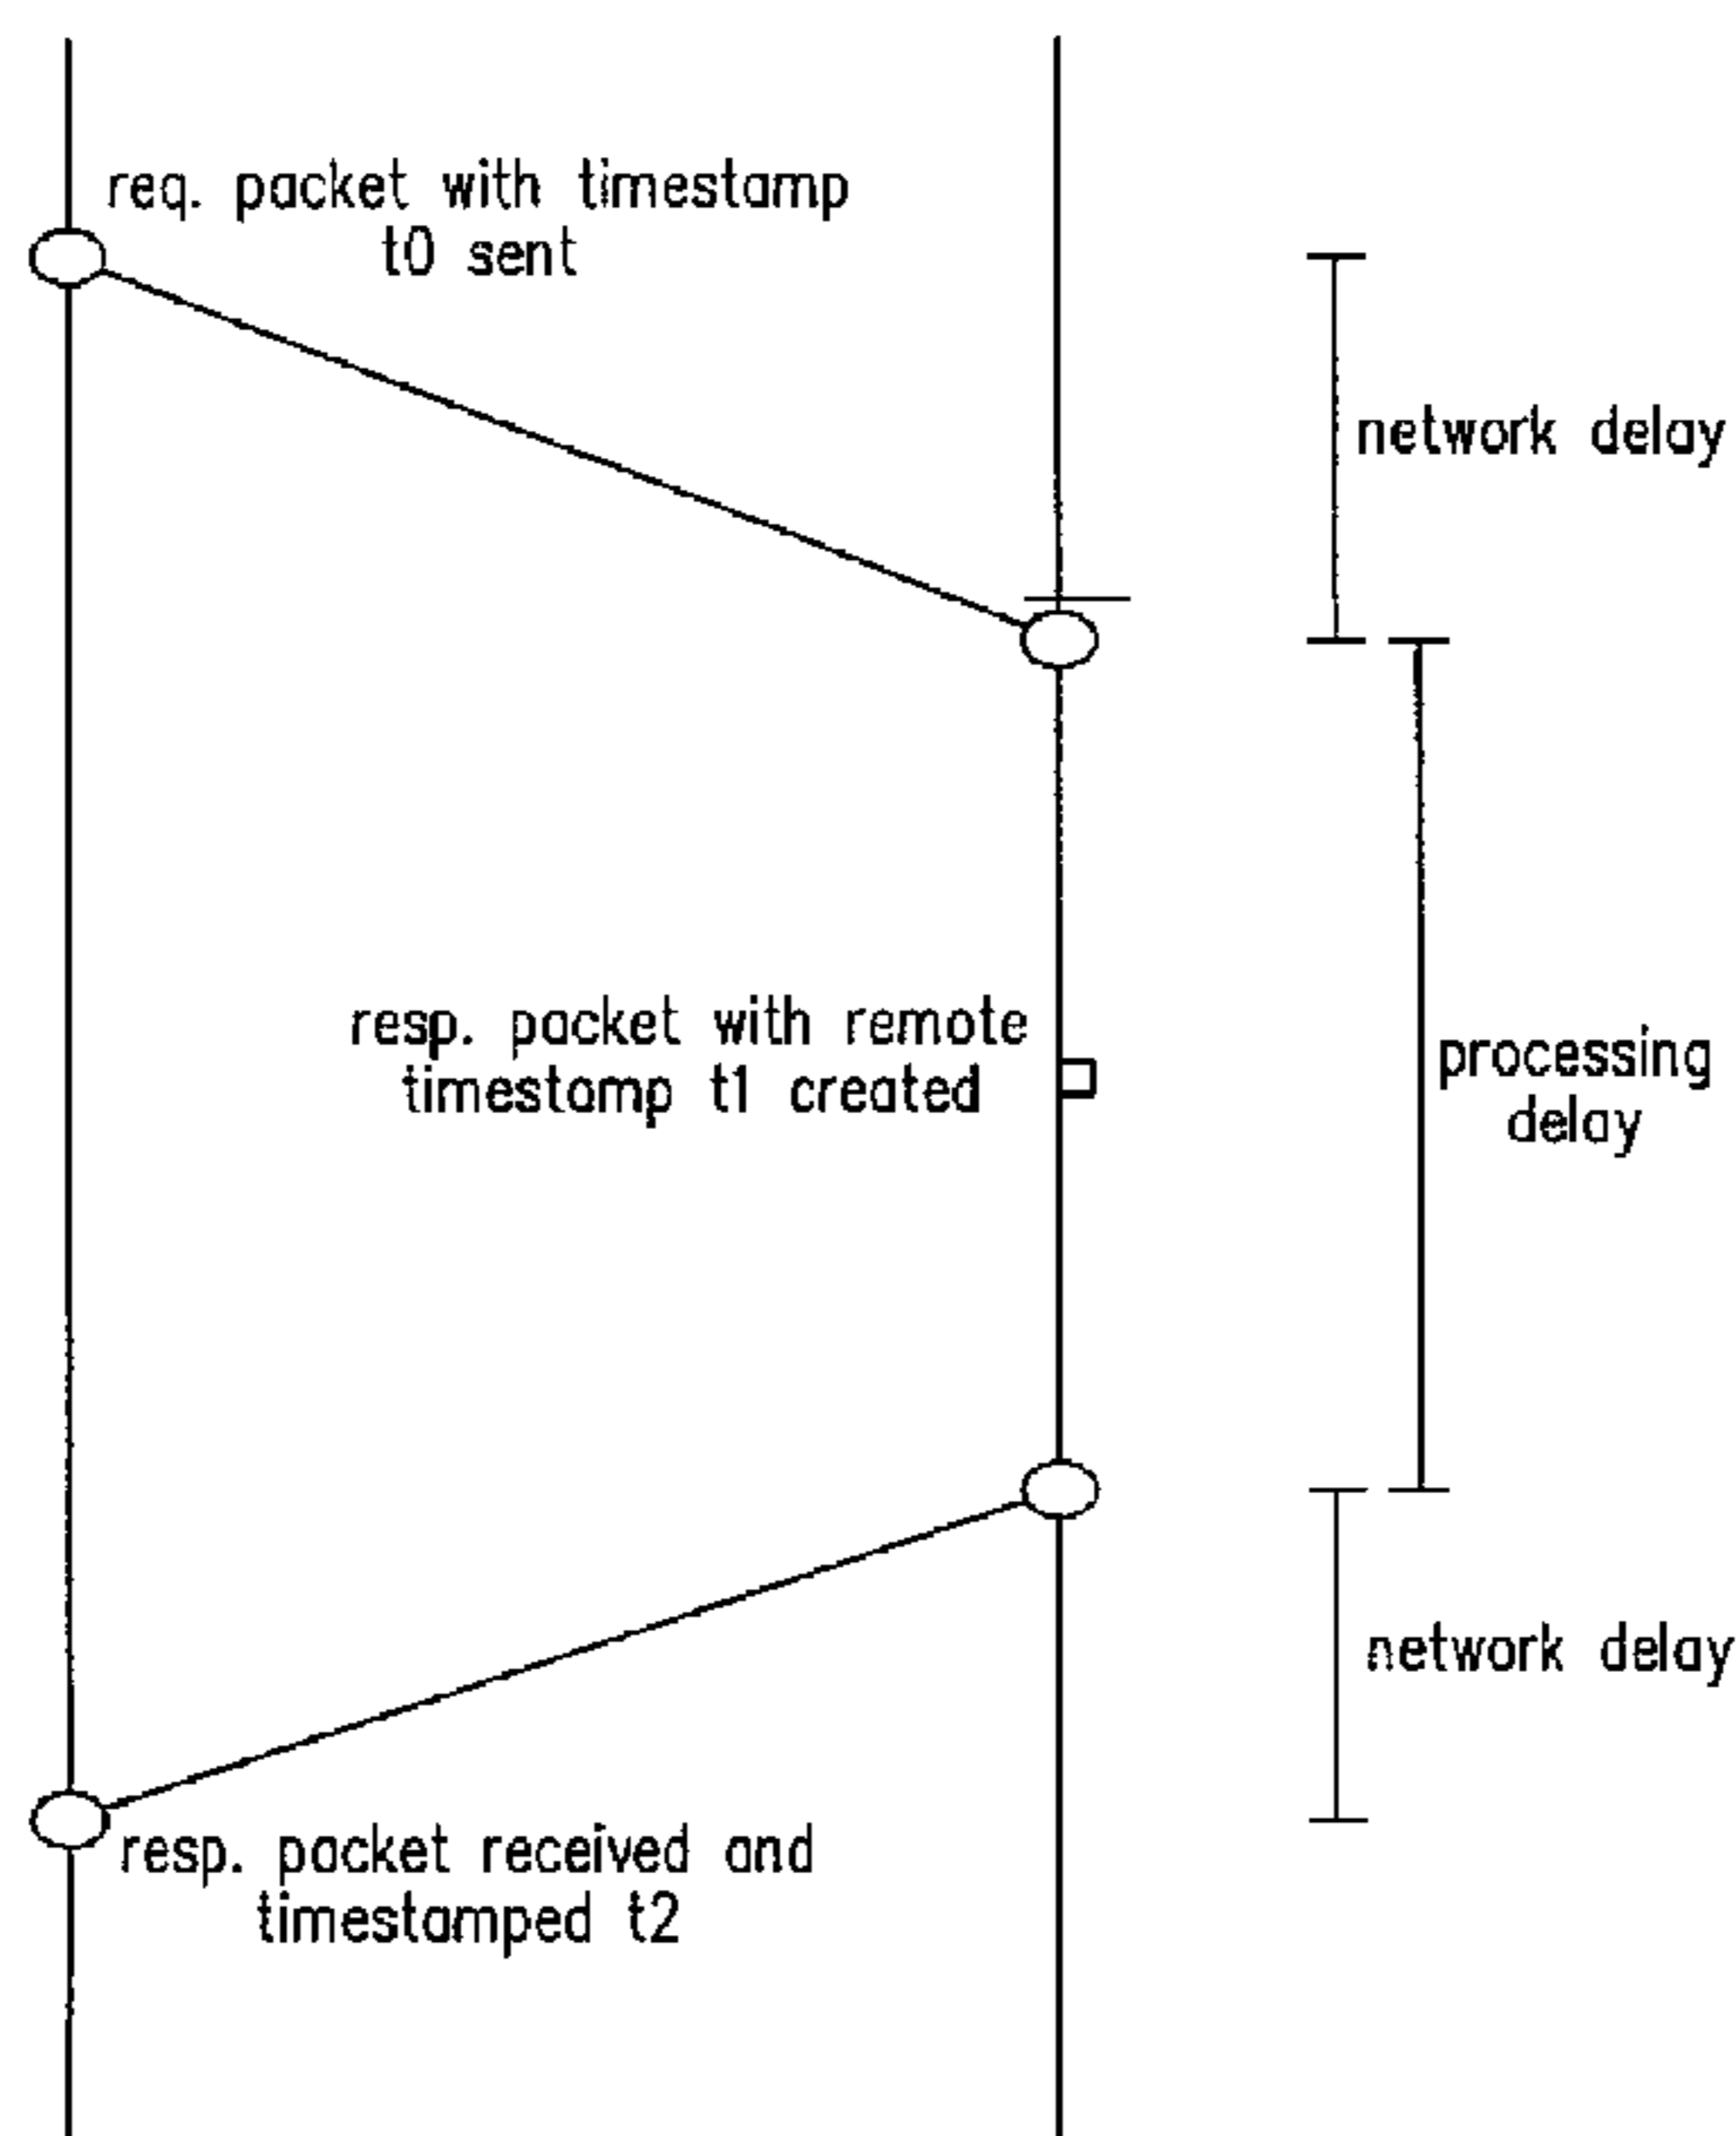 req. packet with timestamp
t0 sent
network delay
resp. packet with remote
timestamp t1 created
processing
delay
network delay
resp. packet received and
timestamped t2